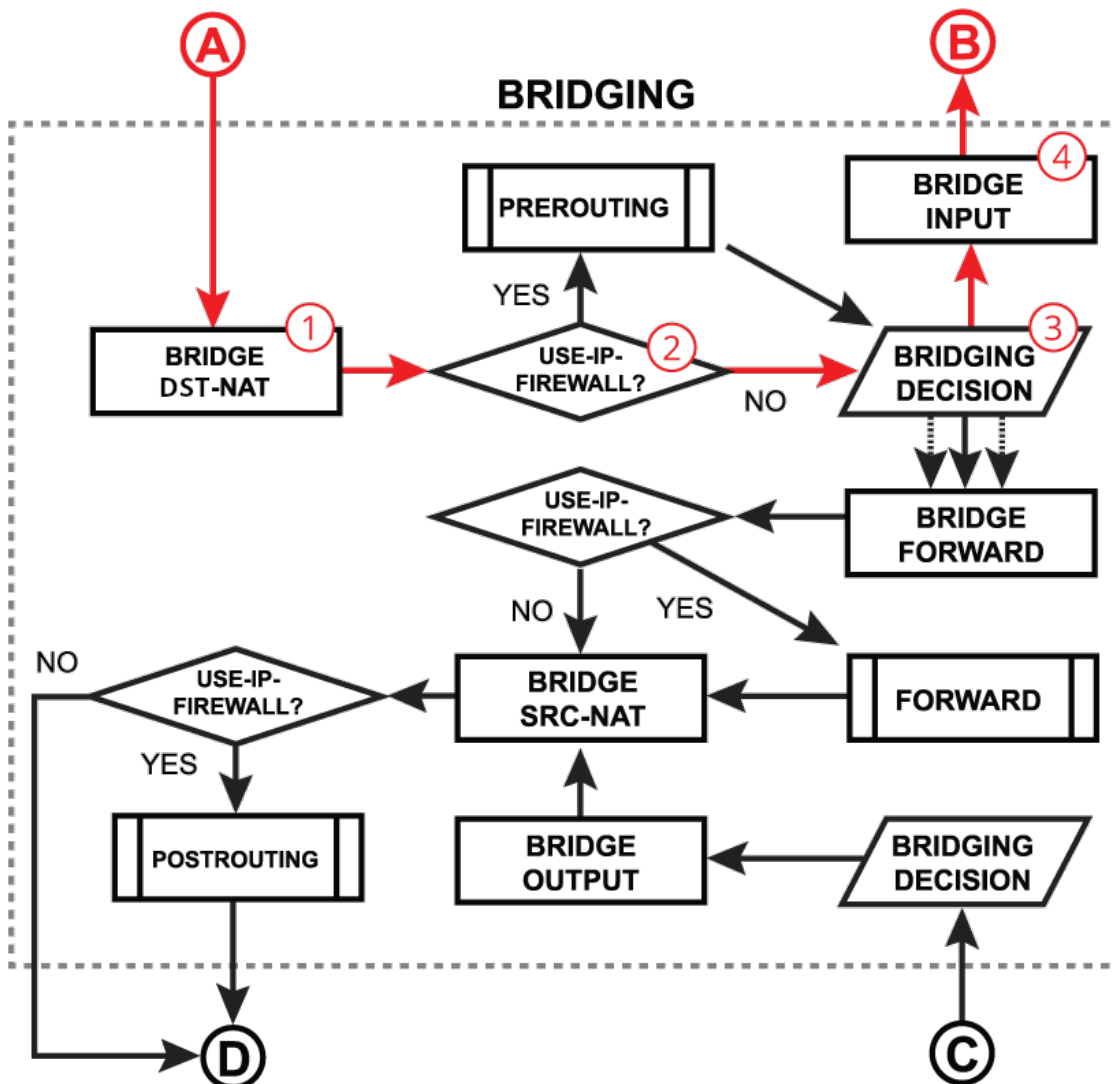 A
B
BRIDGING
4
PREROUTING
BRIDGE
INPUT
YES
1
2
3
BRIDGE
DST-NAT
USE-IP-
FIREWALL?
BRIDGING
DECISION
NO
USE-IP-
FIREWALL?
BRIDGE
FORWARD
NO
YES
NO
USE-IP-
FIREWALL?
BRIDGE
SRC-NAT
FORWARD
YES
POSTROUTING
BRIDGE
OUTPUT
BRIDGING
DECISION
D
C